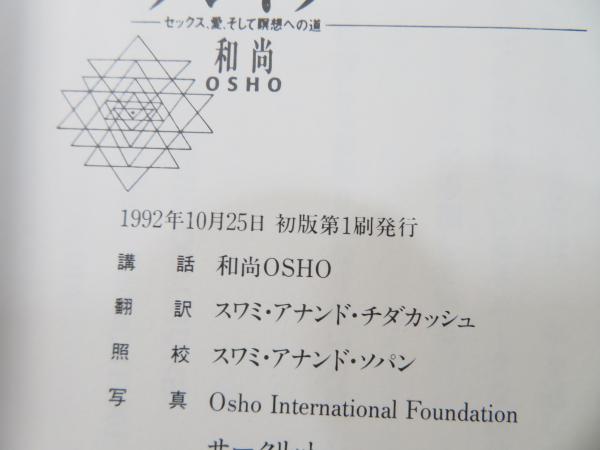 ―セックス、愛、そして瞑想への道―
和尚
OSHO
1992年10月25日 初版第1刷発行
講話 和尚OSHO
翻訳 スワミ・アナンド・チダカッシュ
照校 スワミ・アナンド・ソパン
写真 Osho International Foundation